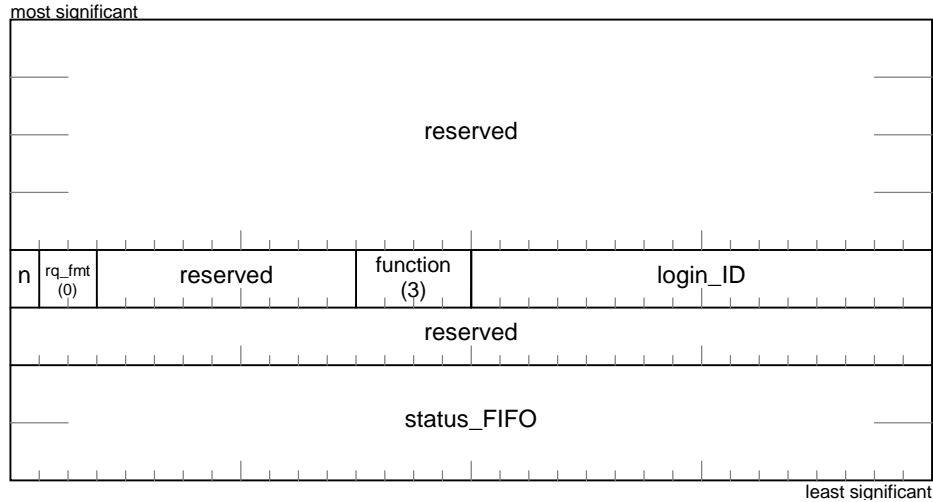 most significant
reserved
n rq_fmt (0) reserved function (3) login_ID
reserved
status_FIFO
least significant